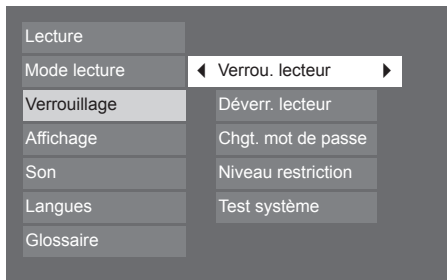 Lecture
Mode lecture
Verrou. lecteur
Verrouillage
Déverr. lecteur
Affichage
Chgt. mot de passe
Son
Niveau restriction
Langues
Test système
Glossaire